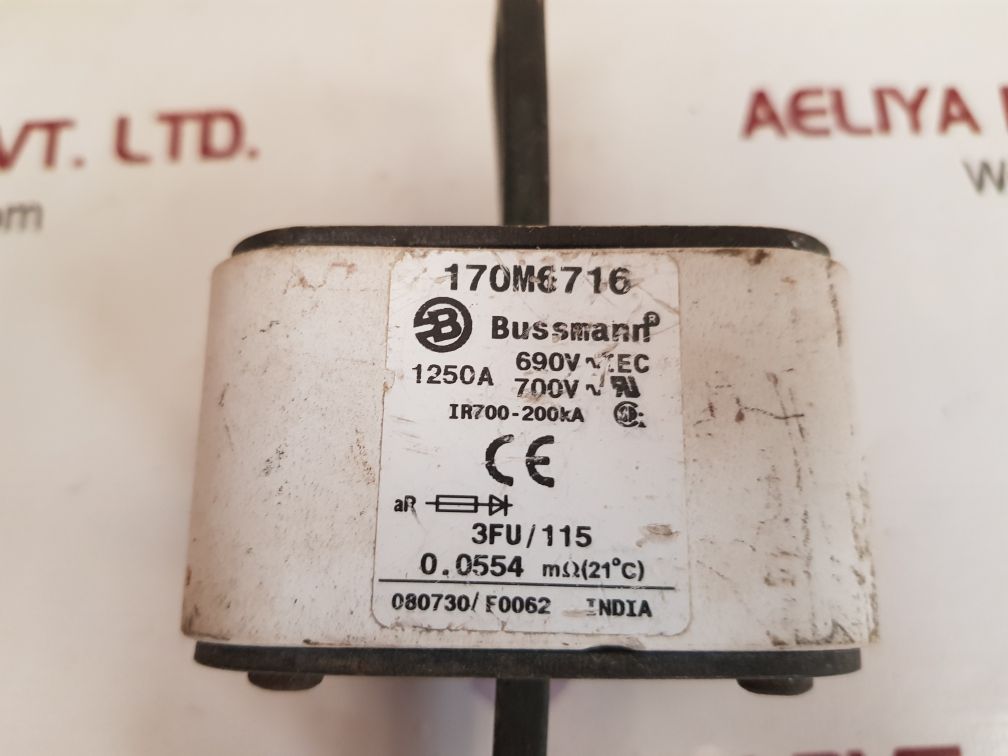 VT. LTD.
om
AELIYA
W
170M6716
B Bussmann®
1250A 690V~IEC
700V~
IR700-200kA
CE
aR
3FU/115
0.0554 mΩ(21°C)
080730/F0062 INDIA